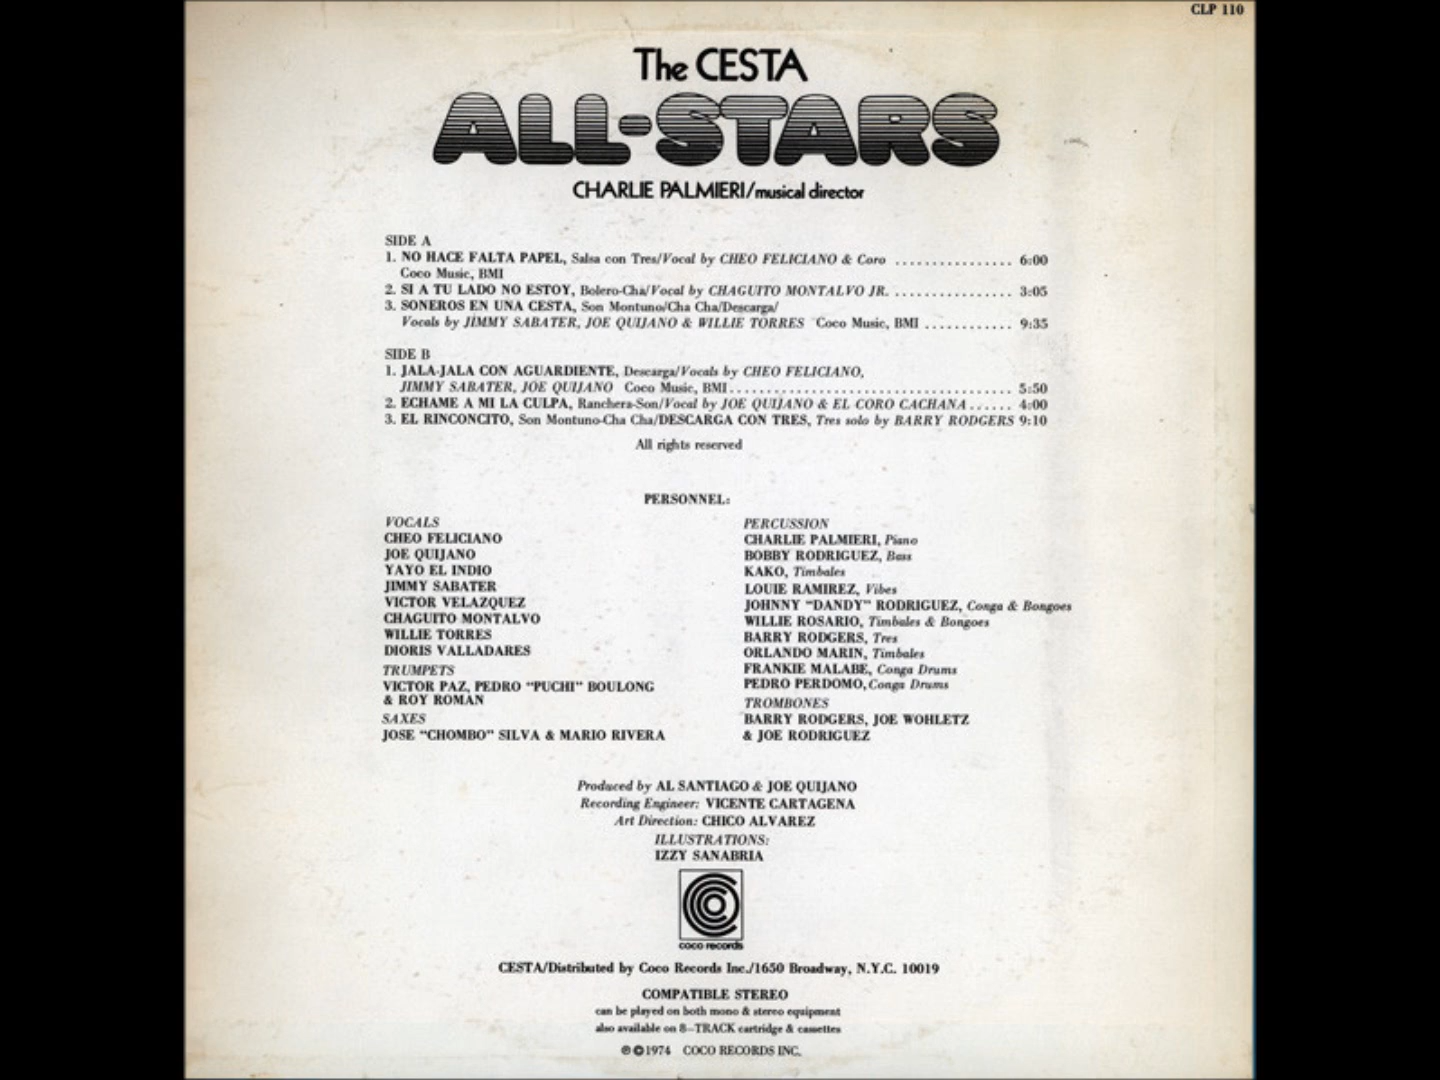 CLP 110
The CESTA
ALL-STARS
CHARLIE PALMIERI/musical director
SIDE A
1. NO HACE FALTA PAPEL, Salsa con Tres/Vocal by CHEO FELICIANO & Coro ................ 6:00
Coco Music, BMI
2. SI A TU LADO NO ESTOY, Bolero-Cha/Vocal by CHAGUITO MONTALVO JR. ................ 3:05
3. SONEROS EN UNA CESTA, Son Montuno/Cha Cha/Descarga/
Vocals by JIMMY SABATER, JOE QUIJANO & WILLIE TORRES Coco Music, BMI ............ 9:35
SIDE B
1. JALA-JALA CON AGUARDIENTE, Descarga/Vocals by CHEO FELICIANO,
JIMMY SABATER, JOE QUIJANO Coco Music, BMI...................................... 5:50
2. ECHAME A MI LA CULPA, Ranchera-Son/Vocal by JOE QUIJANO & EL CORO CACHANA ...... 4:00
3. EL RINCONCITO, Son Montuno-Cha Cha/DESCARGA CON TRES, Tres solo by BARRY RODGERS 9:10
All rights reserved
PERSONNEL:
VOCALS
CHEO FELICIANO
JOE QUIJANO
YAYO EL INDIO
JIMMY SABATER
VICTOR VELAZQUEZ
CHAGUITO MONTALVO
WILLIE TORRES
DIORIS VALLADARES
TRUMPETS
VICTOR PAZ, PEDRO "PUCHI" BOULONG
& ROY ROMAN
SAXES
JOSE "CHOMBO" SILVA & MARIO RIVERA
PERCUSSION
CHARLIE PALMIERI, Piano
BOBBY RODRIGUEZ, Bass
KAKO, Timbales
LOUIE RAMIREZ, Vibes
JOHNNY "DANDY" RODRIGUEZ, Conga & Bongoes
WILLIE ROSARIO, Timbales & Bongoes
BARRY RODGERS, Tres
ORLANDO MARIN, Timbales
FRANKIE MALABE, Conga Drums
PEDRO PERDOMO, Conga Drums
TROMBONES
BARRY RODGERS, JOE WOHLETZ
& JOE RODRIGUEZ
Produced by AL SANTIAGO & JOE QUIJANO
Recording Engineer: VICENTE CARTAGENA
Art Direction: CHICO ALVAREZ
ILLUSTRATIONS:
IZZY SANABRIA
coco records
CESTA/Distributed by Coco Records Inc./1650 Broadway, N.Y.C. 10019
COMPATIBLE STEREO
can be played on both mono & stereo equipment
also available on 8-TRACK cartridge & cassettes
℗ © 1974 COCO RECORDS INC.